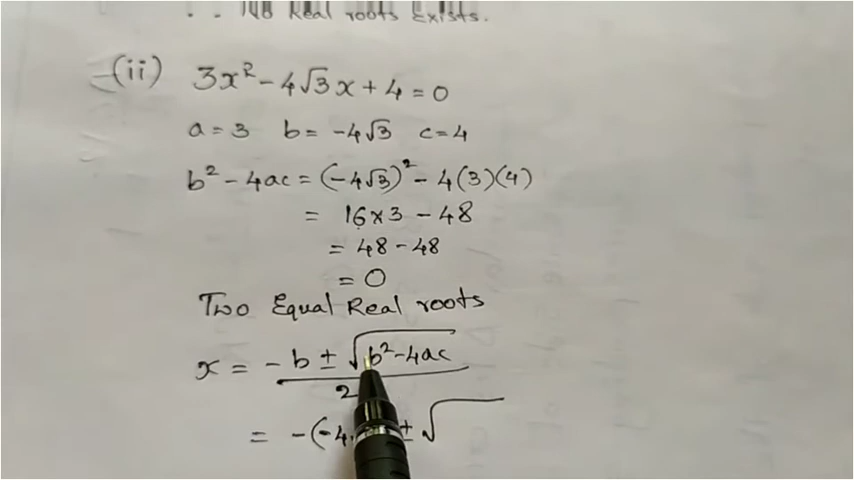 .. No Real roots Exists.
(ii) 3x² - 4√3x + 4 = 0
a = 3 b = -4√3 c = 4
b² - 4ac = (-4√3)² - 4(3)(4)
= 16×3 - 48
= 48 - 48
= 0
Two Equal Real roots
x = -b ± √b²-4ac
2
= -(-4 ± √